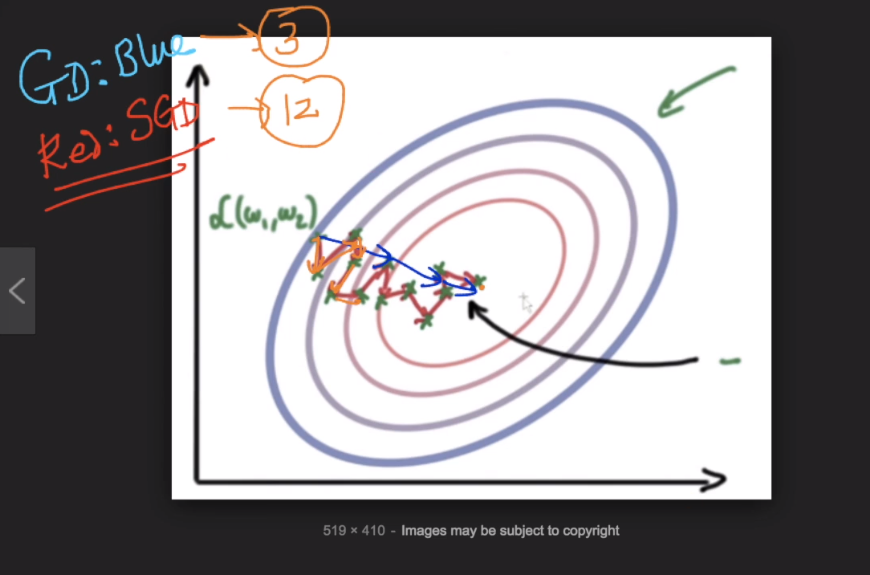 GD: Blue → 3
Red: SGD → 12
L(w₁, w₂)
519 × 410 - Images may be subject to copyright